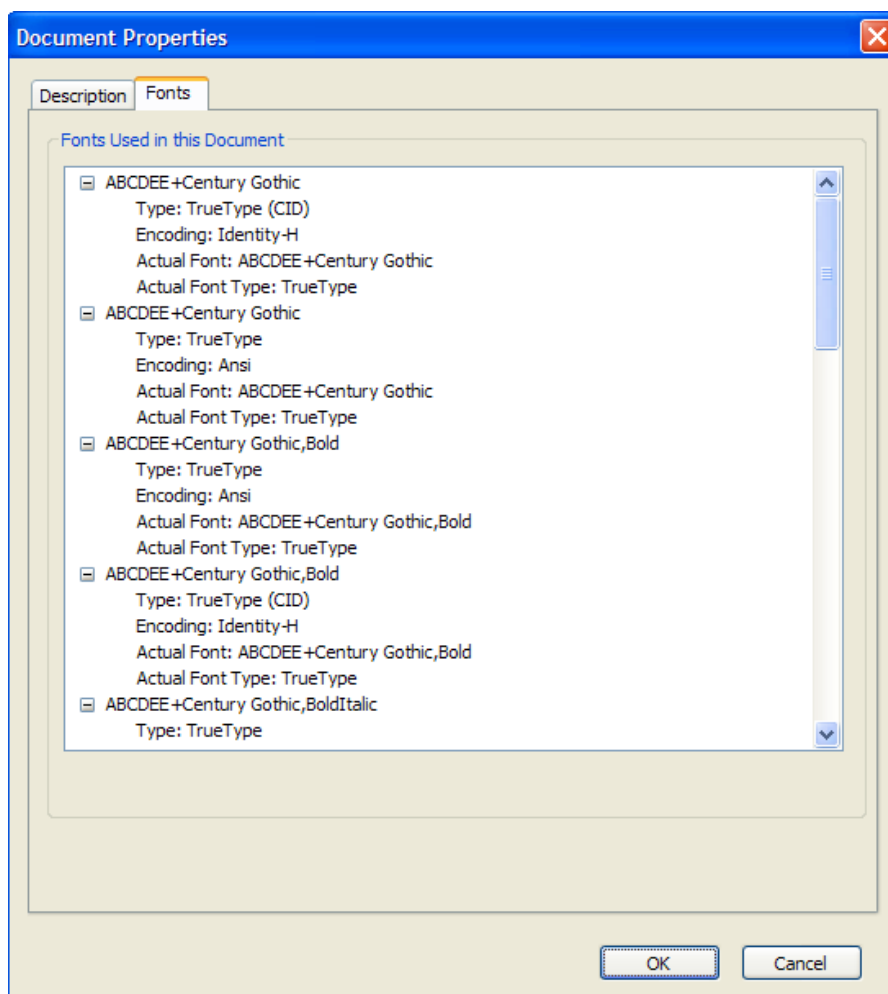 Document Properties
Description
Fonts
Fonts Used in this Document
ABCDEE+Century Gothic
Type: TrueType (CID)
Encoding: Identity-H
Actual Font: ABCDEE+Century Gothic
Actual Font Type: TrueType
ABCDEE+Century Gothic
Type: TrueType
Encoding: Ansi
Actual Font: ABCDEE+Century Gothic
Actual Font Type: TrueType
ABCDEE+Century Gothic,Bold
Type: TrueType
Encoding: Ansi
Actual Font: ABCDEE+Century Gothic,Bold
Actual Font Type: TrueType
ABCDEE+Century Gothic,Bold
Type: TrueType (CID)
Encoding: Identity-H
Actual Font: ABCDEE+Century Gothic,Bold
Actual Font Type: TrueType
ABCDEE+Century Gothic,BoldItalic
Type: TrueType
OK
Cancel